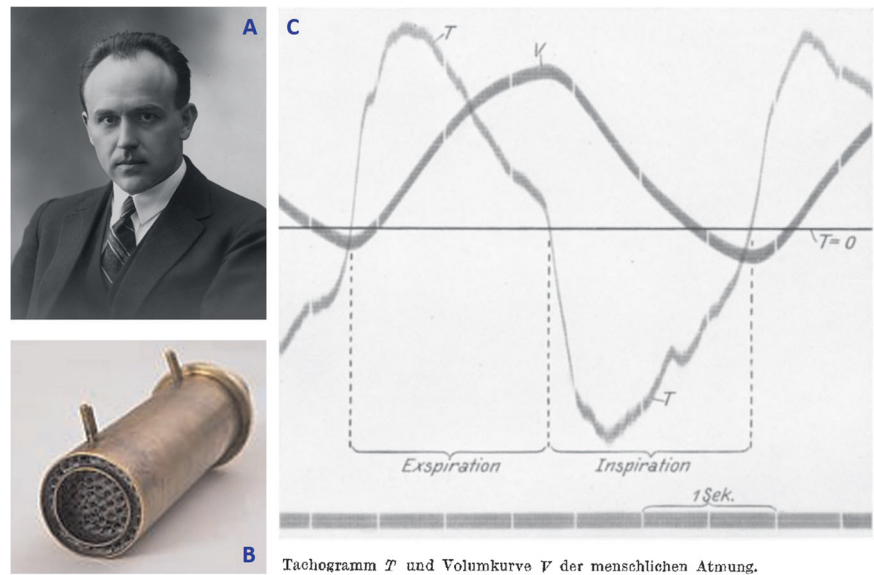 A
C
T
V
T=0
T
Exspiration
Inspiration
1 Sek.
B
Tachogramm T und Volumkurve V der menschlichen Atmung.